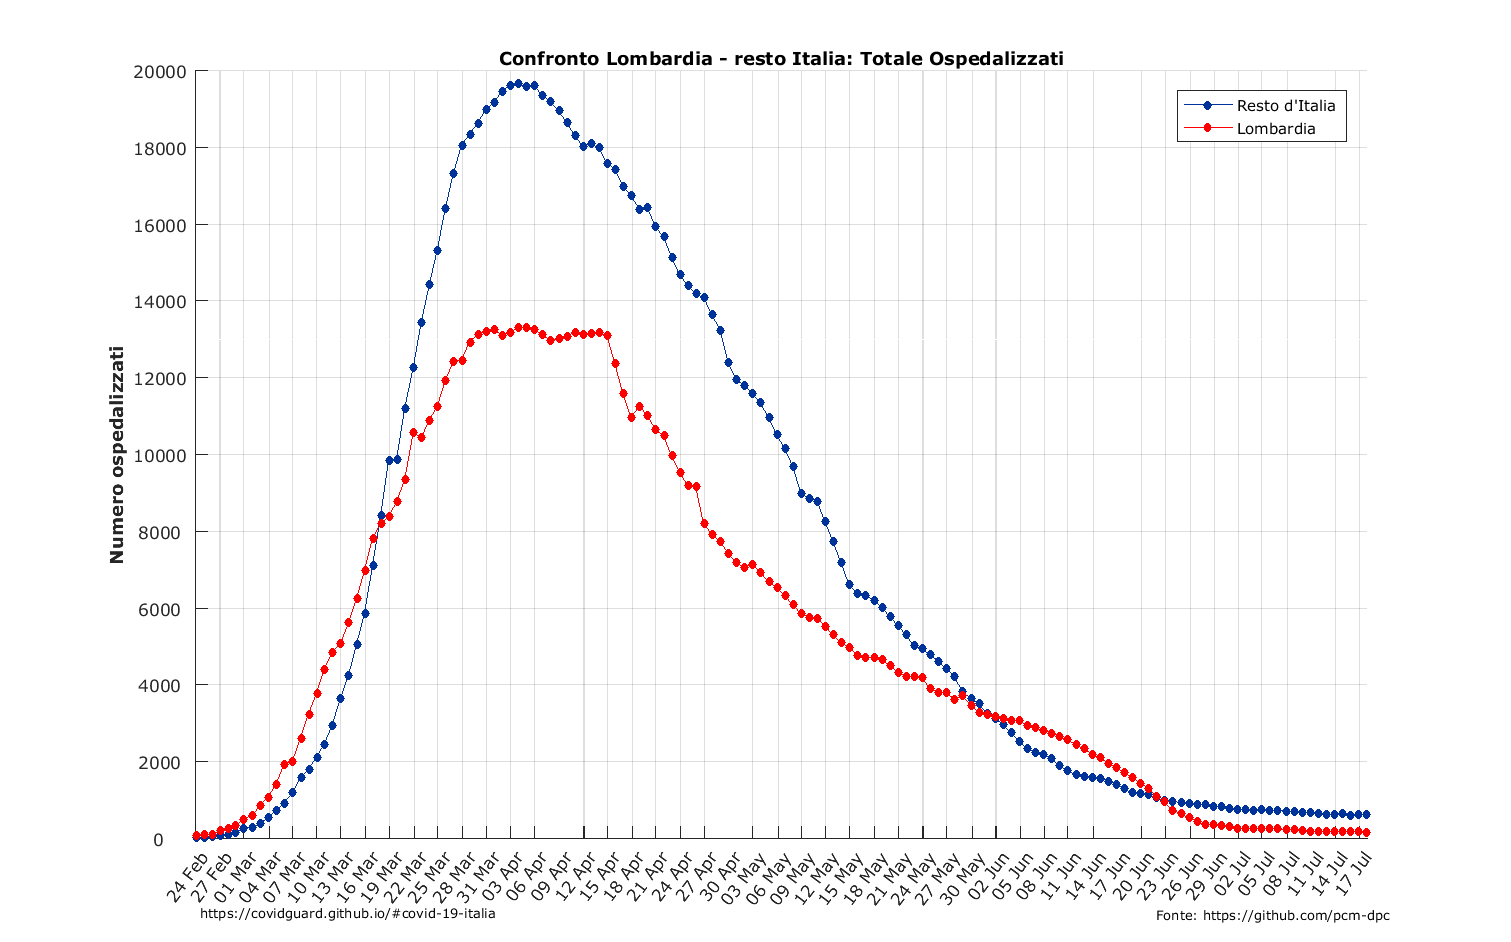 Confronto Lombardia - resto Italia: Totale Ospedalizzati
Resto d'Italia
Lombardia
Numero ospedalizzati
20000
18000
16000
14000
12000
10000
8000
6000
4000
2000
0
24 Feb
27 Feb
01 Mar
04 Mar
07 Mar
10 Mar
13 Mar
16 Mar
19 Mar
22 Mar
25 Mar
28 Mar
31 Mar
03 Apr
06 Apr
09 Apr
12 Apr
15 Apr
18 Apr
21 Apr
24 Apr
27 Apr
30 Apr
03 May
06 May
09 May
12 May
15 May
18 May
21 May
24 May
27 May
30 May
02 Jun
05 Jun
08 Jun
11 Jun
14 Jun
17 Jun
20 Jun
23 Jun
26 Jun
29 Jun
02 Jul
05 Jul
08 Jul
11 Jul
14 Jul
17 Jul
https://covidguard.github.io/#covid-19-italia
Fonte: https://github.com/pcm-dpc